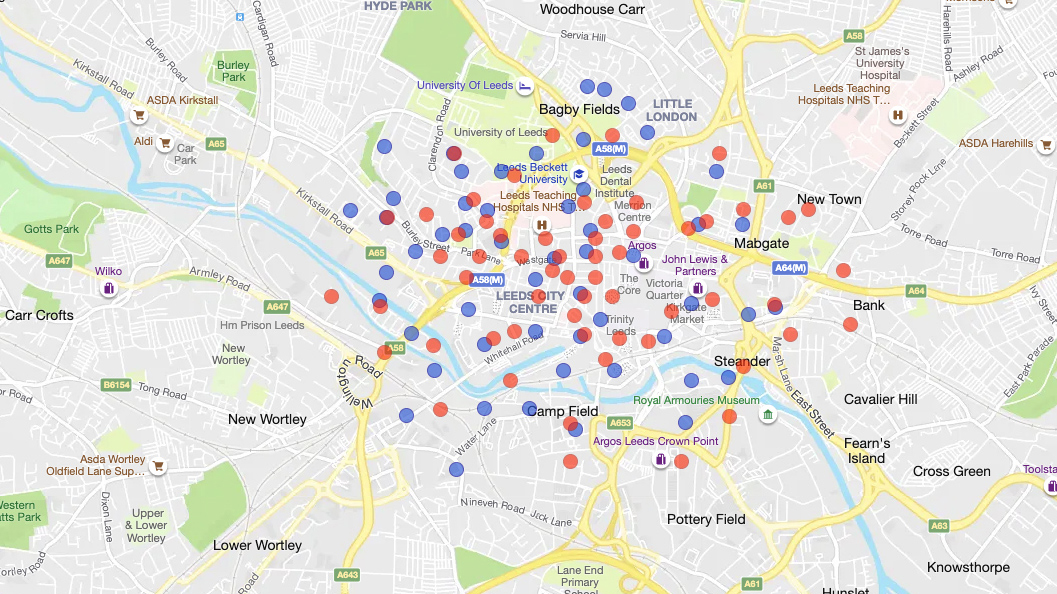 HYDE PARK
Woodhouse Carr
Servia Hill
A58
Cardigan Road
Burley Road
Harehills Road
Kirkstall Road
Burley
Park
St James's
University
Hospital
Ashley Road
University Of Leeds
Leeds Teaching
Hospitals NHS T...
ASDA Kirkstall
Bagby Fields
LITTLE
LONDON
Clarendon Road
University of Leeds
Beckett Street
Aldi
Car
Park
A65
A58(M)
ASDA Harehills
Leeds Beckett
University
Leeds
Dental
Institute
A61
Storey Rock Lane
Kirkstall Road
Leeds Teaching
Hospitals NHS T...
Merrion
Centre
New Town
Gotts Park
Burley Street
Torre Road
Torre Road
A647
A65
Park Lane
Westgate
Argos
Mabgate
Wilko
Armley Road
A58(M)
John Lewis &
Partners
A64(M)
The
Core
Victoria
Quarter
A64
Ivy Street
LEEDS CITY
CENTRE
A647
Kirkgate
Market
Bank
Carr Crofts
Hm Prison Leeds
Trinity
Leeds
Whitehall Road
New
Wortley
A58
Marsh Lane
Steander
East Park Parade
Wellington
Road
B6154
Tong Road
East Street
Cavalier Hill
Royal Armouries Museum
New Wortley
Camp Field
A653
Water Lane
Argos Leeds Crown Point
Fearn's
Island
Asda Wortley
Oldfield Lane Sup...
Cross Green
Toolsta
Dixon Lane
Western
tts Park
Upper
& Lower
Wortley
Nineveh Road
Jack Lane
Pottery Field
A63
Lower Wortley
A643
Road
Lane End
Primary
School
A61
Knowsthorpe
Hunslet